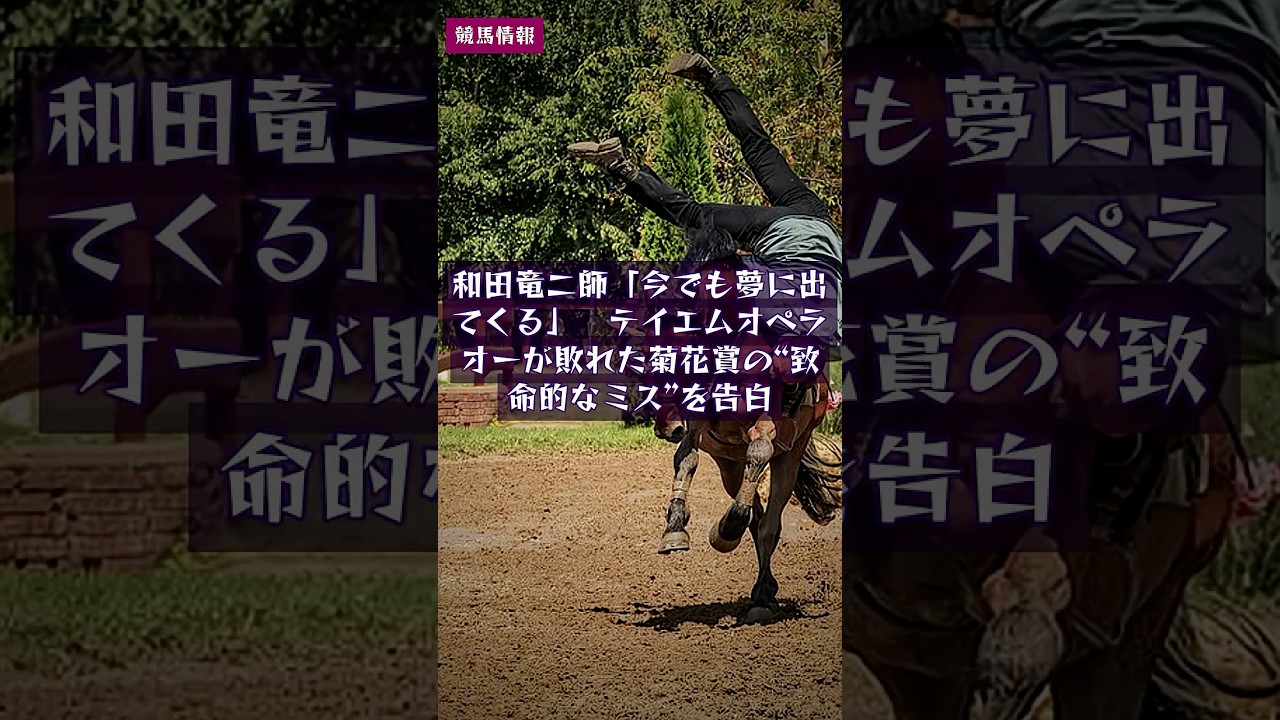 競馬情報
和田竜二師「今でも夢に出
てくる」　テイエムオペラ
オーが敗れた菊花賞の“致
命的なミス”を告白